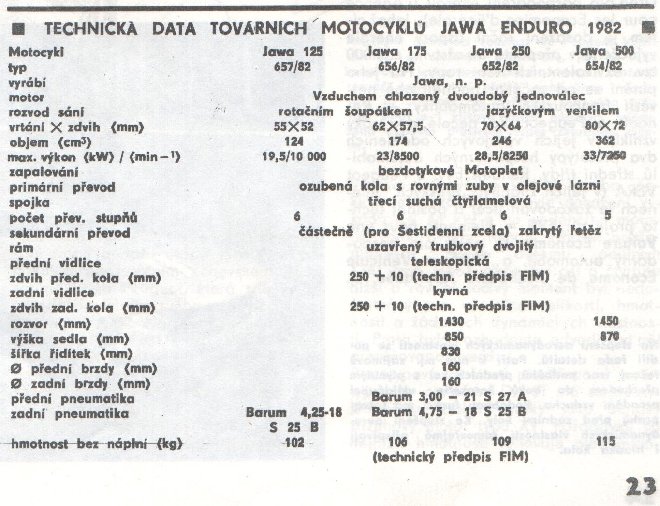 ■ TECHNICKÁ DATA TOVÁRNÍCH MOTOCYKLŮ JAWA ENDURO 1982 ■
Motocykl Jawa 125 Jawa 175 Jawa 250 Jawa 500
typ 657/82 656/82 652/82 654/82
vyrábí Jawa, n. p.
motor Vzduchem chlazený dvoudobý jednoválec
rozvod sání rotačním šoupátkem jazýčkovým ventilem
vrtání × zdvih (mm) 55×52 62×57,5 70×64 80×72
objem (cm³) 124 174 246 362
max. výkon (kW) / (min –¹) 19,5/10 000 23/8500 28,5/8250 33/7250
zapalování bezdotykové Motoplat
primární převod ozubená kola s rovnými zuby v olejové lázni
spojka třecí suchá čtyřlamelová
počet přev. stupňů 6 6 6 5
sekundární převod částečně (pro Šestidenní zcela) zakrytý řetěz
rám uzavřený trubkový dvojitý
přední vidlice teleskopická
zdvih před. kola (mm) 250 + 10 (techn. předpis FIM)
zadní vidlice kyvná
zdvih zad. kola (mm) 250 + 10 (techn. předpis FIM)
rozvor (mm) 1430 1450
výška sedla (mm) 850 870
šířka řídítek (mm) 830
Ø přední brzdy (mm) 160
Ø zadní brzdy (mm) 160
přední pneumatika Barum 3,00 – 21 S 27 A
zadní pneumatika Barum 4,25-18 Barum 4,75 – 18 S 25 B
S 25 B
hmotnost bez náplní (kg) 102 106 109 115
(technický předpis FIM)
23